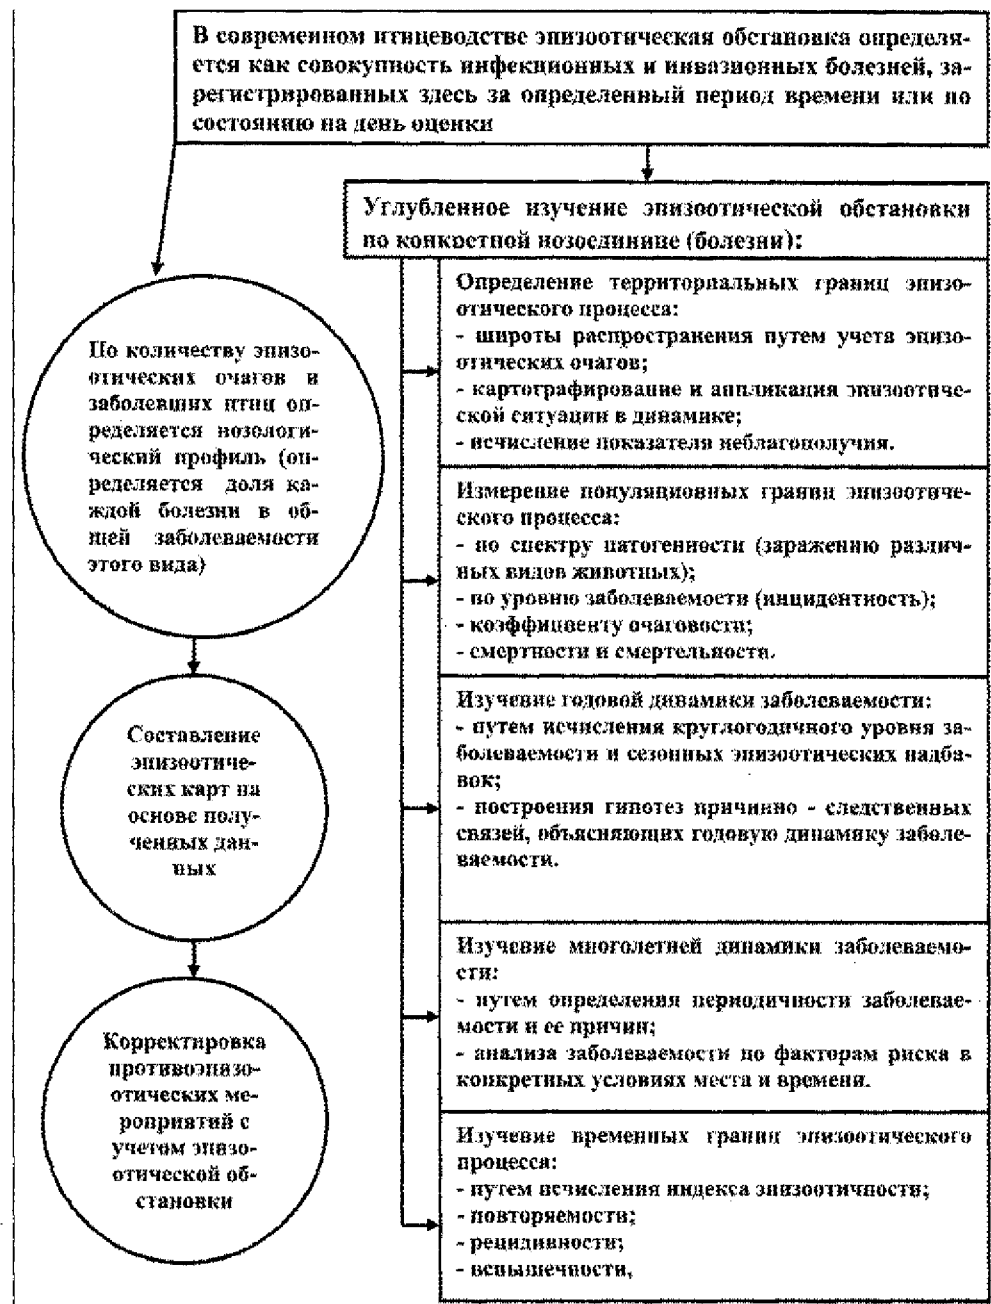 В современном птицеводстве эпизоотическая обстановка определя-
ется как совокупность инфекционных и инвазионных болезней, за-
регистрированных здесь за определенный период времени или по
состоянию на день оценки
Углубленное изучение эпизоотической обстановки
по конкретной нозоединице (болезни):
По количеству эпизо-
отических очагов и
заболевших птиц оп-
ределяется нозологи-
ческий профиль (оп-
ределяется доля ка-
ждой болезни в об-
щей заболеваемости
этого вида)
Составление
эпизоотиче-
ских карт на
основе полу-
ченных дан-
ных
Корректировка
противоэпизо-
отических ме-
роприятий с
учетом эпизо-
отической об-
становки
Определение территориальных границ эпизо-
отического процесса:
- широты распространения путем учета эпизо-
отических очагов;
- картографирование и аппликация эпизоотиче-
ской ситуации в динамике;
- исчисление показателя неблагополучия.
Измерение популяционных границ эпизоотиче-
ского процесса:
- по спектру патогенности (заражению различ-
ных видов животных);
- по уровню заболеваемости (инцидентность);
- коэффициенту очаговости;
- смертности и смертельности.
Изучение годовой динамики заболеваемости:
- путем исчисления круглогодичного уровня за-
болеваемости и сезонных эпизоотических надба-
вок;
- построения гипотез причинно - следственных
связей, объясняющих годовую динамику заболе-
ваемости.
Изучение многолетней динамики заболеваемо-
сти:
- путем определения периодичности заболевае-
мости и ее причин;
- анализа заболеваемости по факторам риска в
конкретных условиях места и времени.
Изучение временных границ эпизоотического
процесса:
- путем исчисления индекса эпизоотичности;
- повторяемости;
- рецидивности;
- вспышечности,